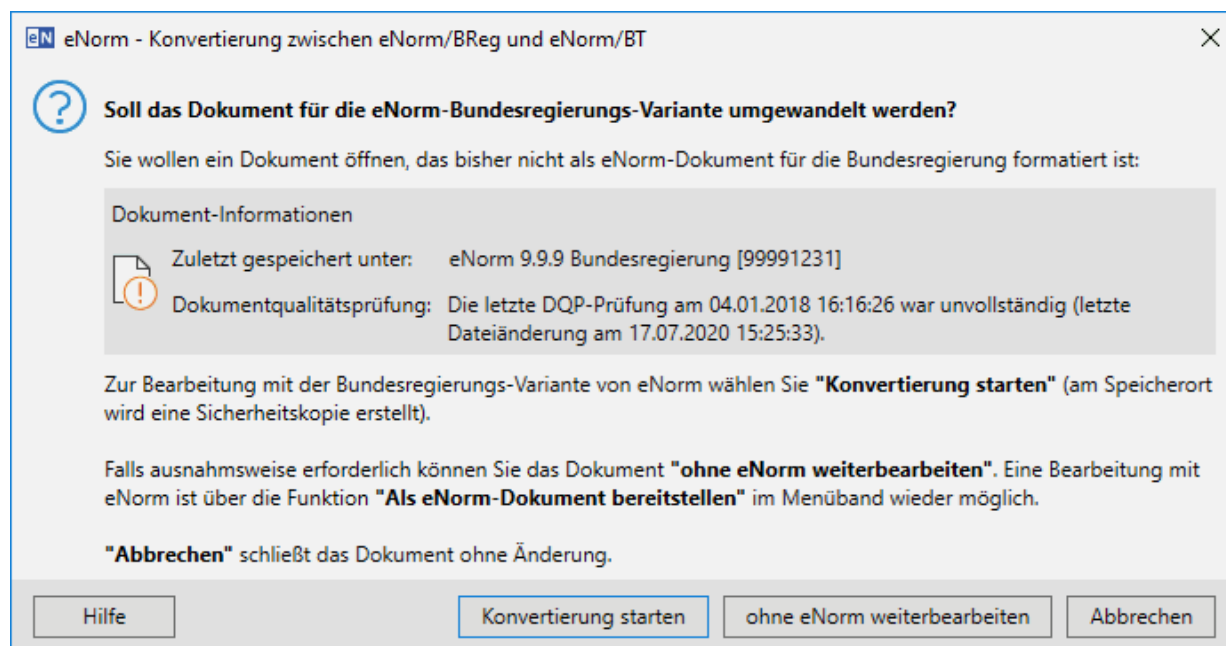 eN eNorm - Konvertierung zwischen eNorm/BReg und eNorm/BT
Soll das Dokument für die eNorm-Bundesregierungs-Variante umgewandelt werden?
Sie wollen ein Dokument öffnen, das bisher nicht als eNorm-Dokument für die Bundesregierung formatiert ist:
Dokument-Informationen
Zuletzt gespeichert unter: eNorm 9.9.9 Bundesregierung [99991231]
Dokumentqualitätsprüfung: Die letzte DQP-Prüfung am 04.01.2018 16:16:26 war unvollständig (letzte
Dateiänderung am 17.07.2020 15:25:33).
Zur Bearbeitung mit der Bundesregierungs-Variante von eNorm wählen Sie "Konvertierung starten" (am Speicherort
wird eine Sicherheitskopie erstellt).
Falls ausnahmsweise erforderlich können Sie das Dokument "ohne eNorm weiterbearbeiten". Eine Bearbeitung mit
eNorm ist über die Funktion "Als eNorm-Dokument bereitstellen" im Menüband wieder möglich.
"Abbrechen" schließt das Dokument ohne Änderung.
Hilfe Konvertierung starten ohne eNorm weiterbearbeiten Abbrechen